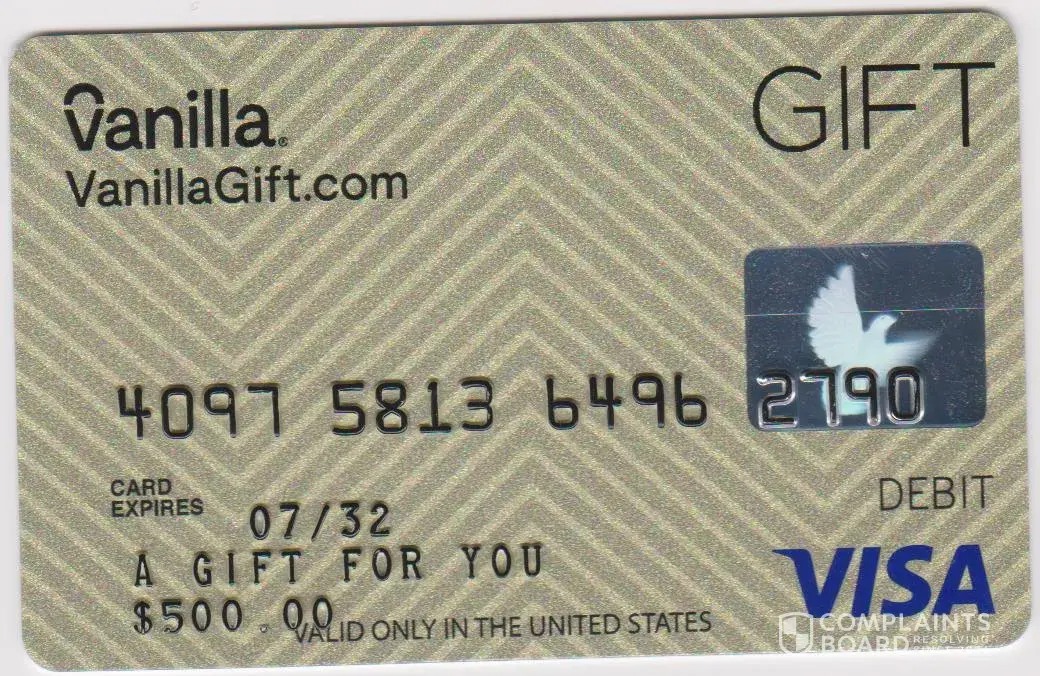 vanilla®
VanillaGift.com
GIFT
4097 5813 6496 2790
CARD
EXPIRES
07/32
DEBIT
A GIFT FOR YOU
VISA
$500.00
VALID ONLY IN THE UNITED STATES
COMPLAINTS
BOARD
RESOLVING